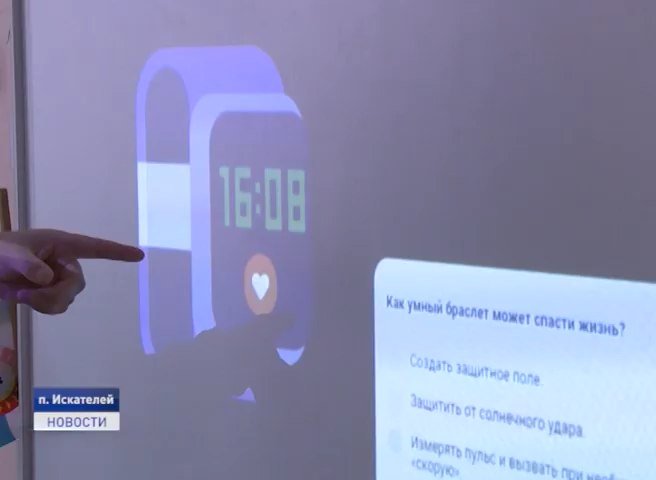 16:08
Как умный браслет может спасти жизнь?
Создать защитное поле.
Защитить от солнечного удара.
Измерять пульс и вызвать при
«скорую»
п. Искателей
НОВОСТИ